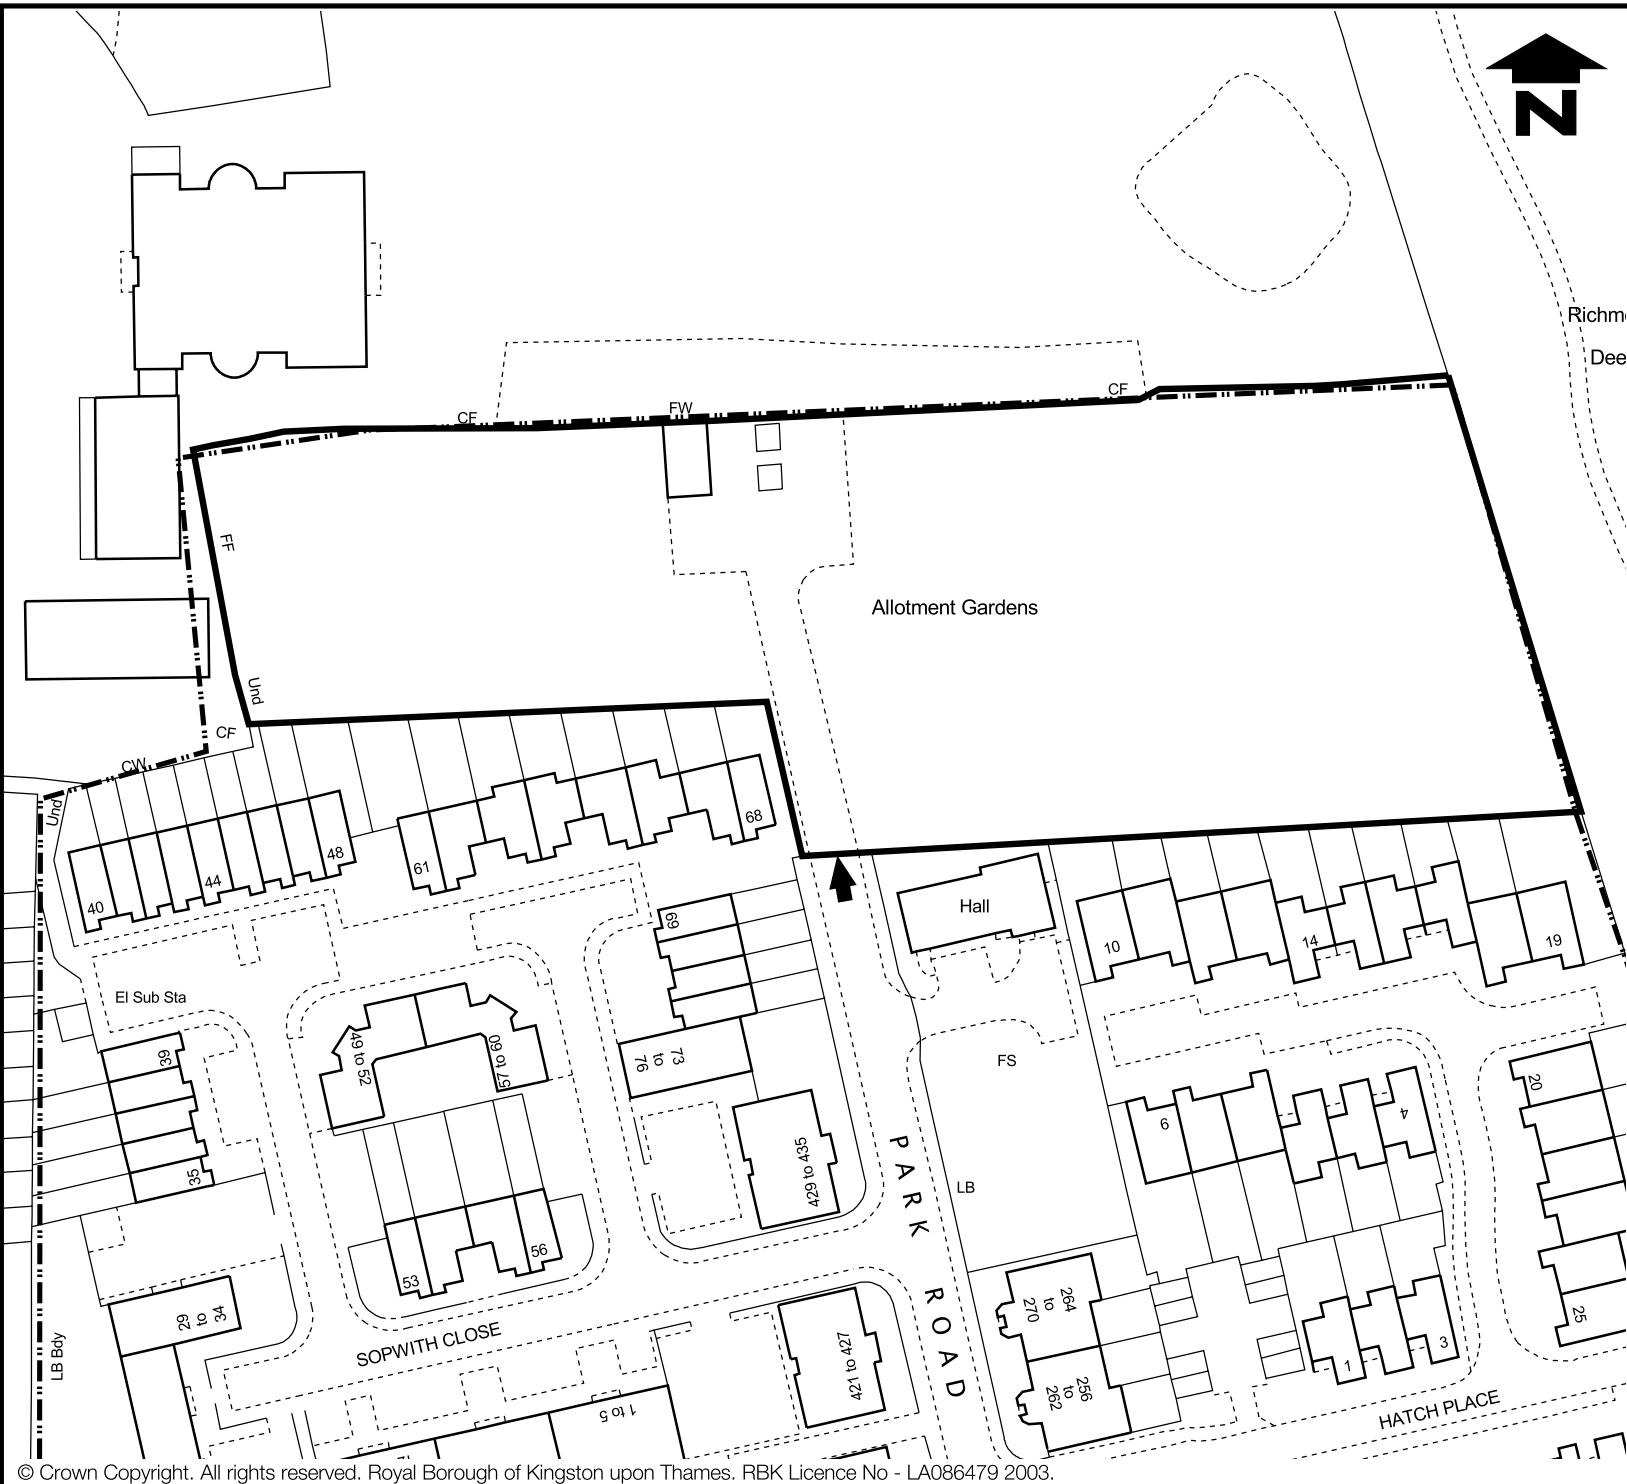 N
Richm
Dee
CF
FW
CF
FF
Allotment Gardens
Und
CF
CW
Und
68
48
61
44
40
69
Hall
10
14
19
El Sub Sta
39
49 to 52
57 to 60
73
to
76
FS
20
6
4
429 to 435
35
LB
PARK ROAD
56
53
264
to
270
29
to
34
25
SOPWITH CLOSE
LB Bdy
421 to 427
1
3
256
to
262
1 to 5
HATCH PLACE
© Crown Copyright. All rights reserved. Royal Borough of Kingston upon Thames. RBK Licence No - LA086479 2003.